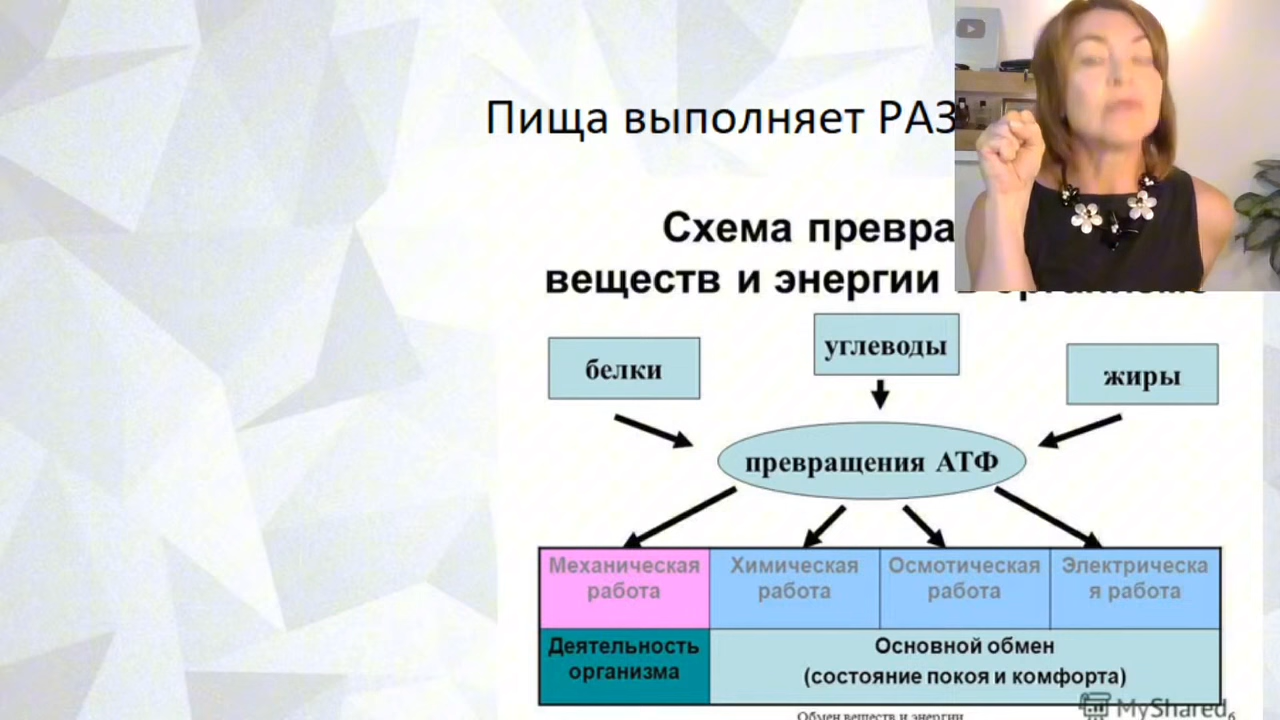 Пища выполняет РАЗ
Схема превра
веществ и энергии
белки
углеводы
жиры
превращения АТФ
Механическая
работа
Химическая
работа
Осмотическая
работа
Электрическа
я работа
Деятельность
организма
Основной обмен
(состояние покоя и комфорта)
Обмен веществ и энергии
MyShared
6